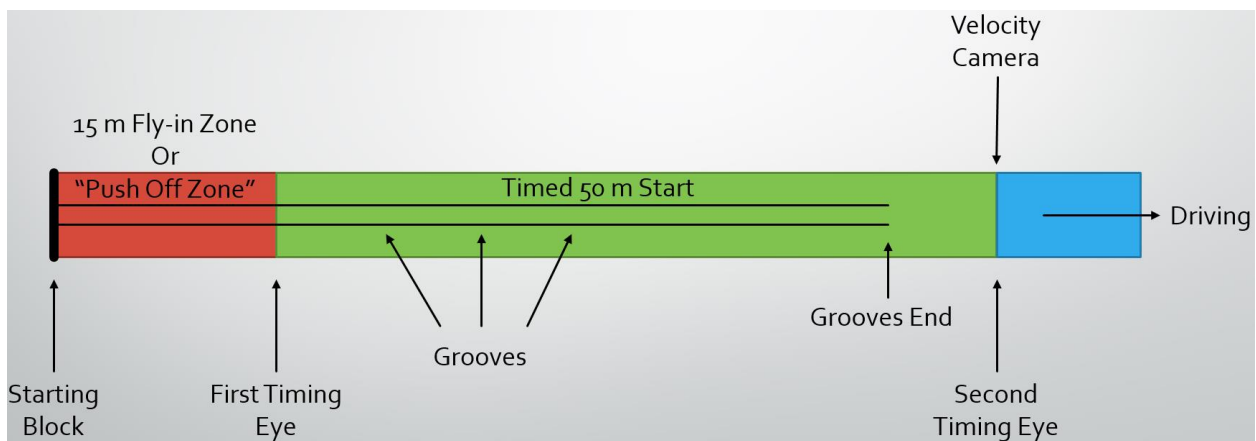 Velocity
Camera
15 m Fly-in Zone
Or
“Push Off Zone”
Timed 50 m Start
Driving
Grooves End
Grooves
Starting
Block
First Timing
Eye
Second
Timing Eye